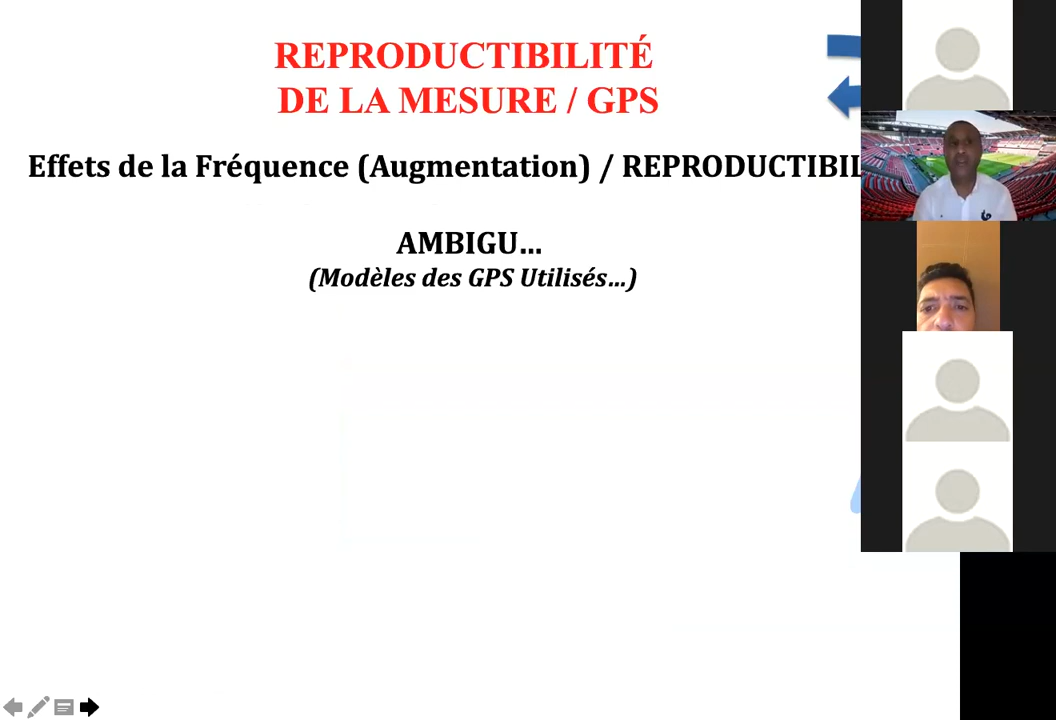 REPRODUCTIBILITÉ
DE LA MESURE / GPS
Effets de la Fréquence (Augmentation) / REPRODUCTIBIL
AMBIGU...
(Modèles des GPS Utilisés...)